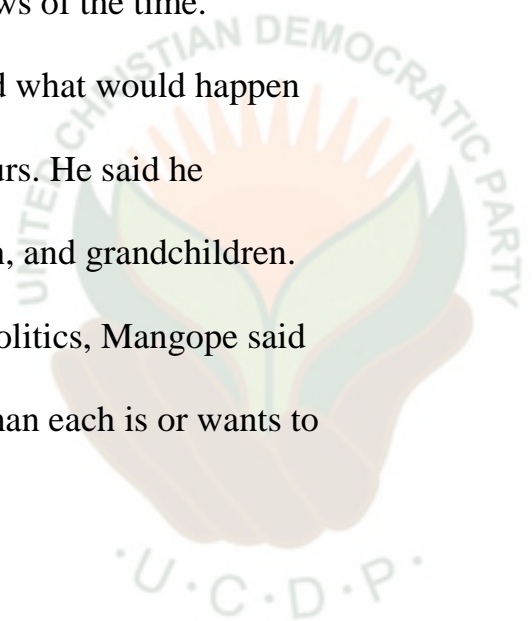 ws of the time.
d what would happen
urs. He said he
n, and grandchildren.
olitics, Mangope said
han each is or wants to
UNITED CHRISTIAN DEMOCRATIC PARTY
·U·C·D·P·